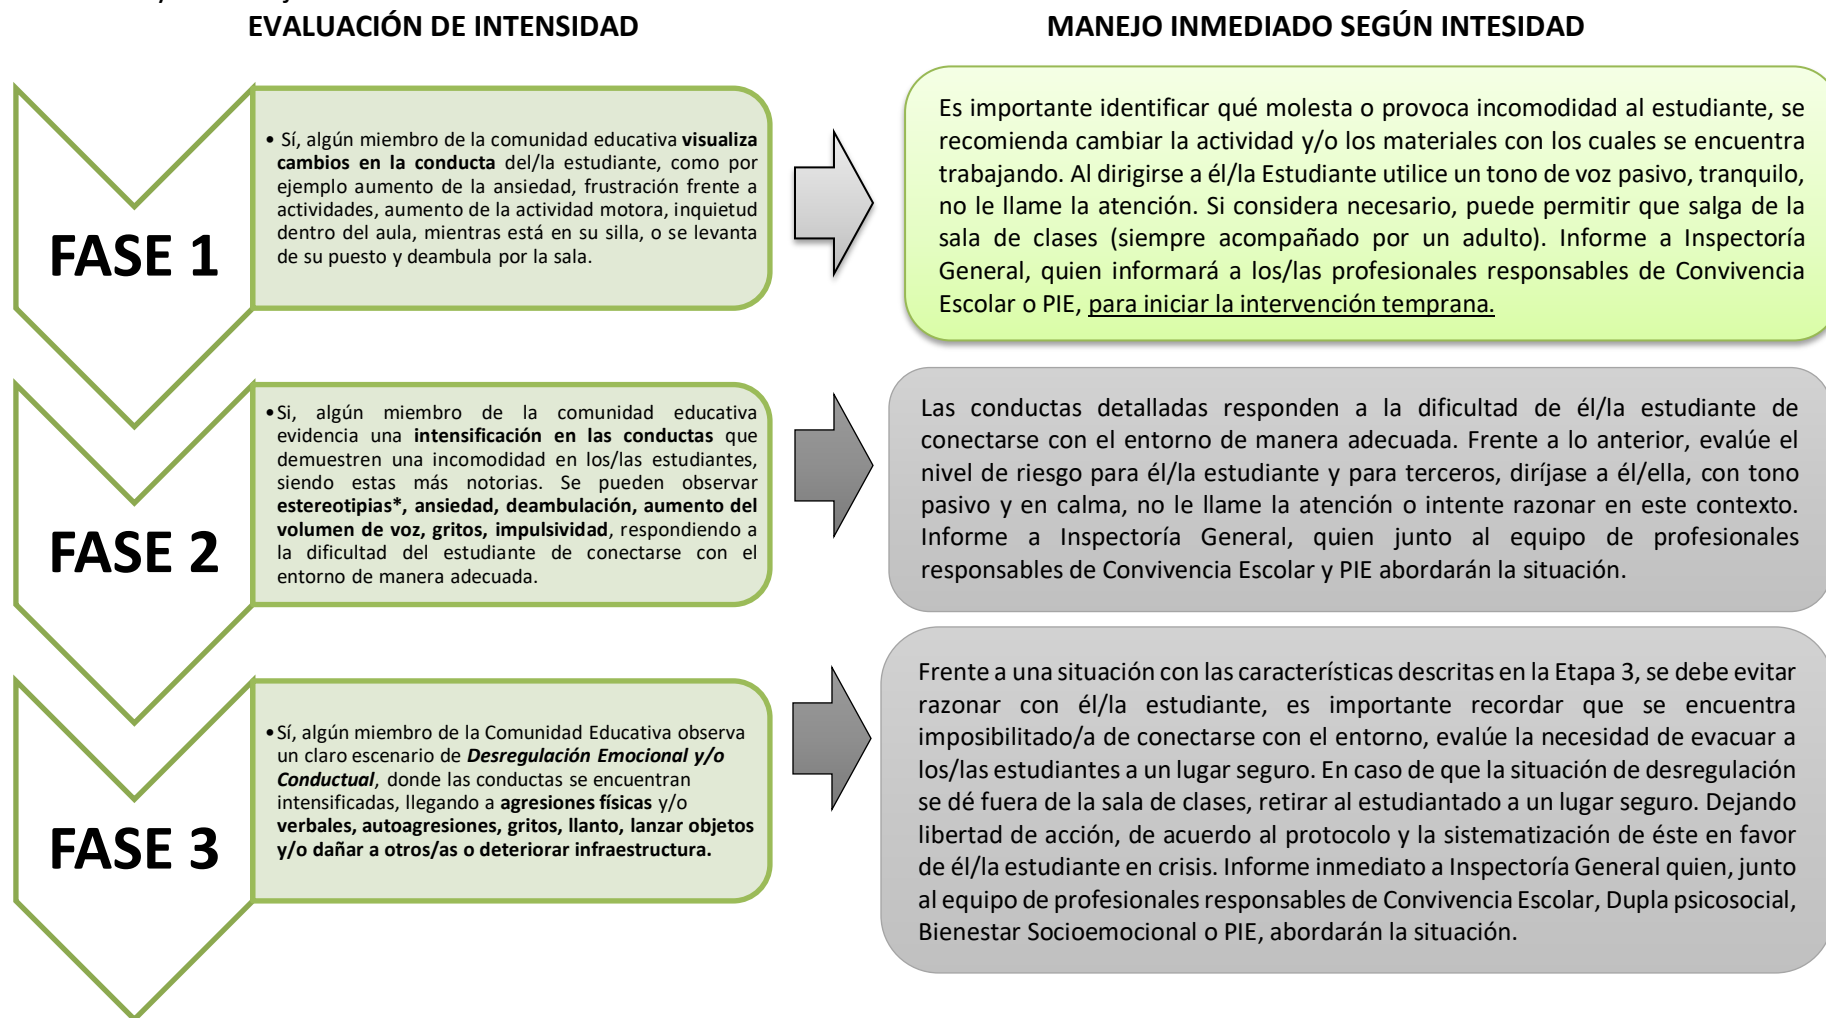 EVALUACIÓN DE INTENSIDAD
MANEJO INMEDIATO SEGÚN INTESIDAD
FASE 1
• Sí, algún miembro de la comunidad educativa visualiza
cambios en la conducta del/la estudiante, como por
ejemplo aumento de la ansiedad, frustración frente a
actividades, aumento de la actividad motora, inquietud
dentro del aula, mientras está en su silla, o se levanta
de su puesto y deambula por la sala.
Es importante identificar qué molesta o provoca incomodidad al estudiante, se
recomienda cambiar la actividad y/o los materiales con los cuales se encuentra
trabajando. Al dirigirse a él/la Estudiante utilice un tono de voz pasivo, tranquilo,
no le llame la atención. Si considera necesario, puede permitir que salga de la
sala de clases (siempre acompañado por un adulto). Informe a Inspectoría
General, quien informará a los/las profesionales responsables de Convivencia
Escolar o PIE, para iniciar la intervención temprana.
FASE 2
•Si, algún miembro de la comunidad educativa
evidencia una intensificación en las conductas que
demuestren una incomodidad en los/las estudiantes,
siendo estas más notorias. Se pueden observar
estereotipias*, ansiedad, deambulación, aumento del
volumen de voz, gritos, impulsividad, respondiendo a
la dificultad del estudiante de conectarse con el
entorno de manera adecuada.
Las conductas detalladas responden a la dificultad de él/la estudiante de
conectarse con el entorno de manera adecuada. Frente a lo anterior, evalúe el
nivel de riesgo para él/la estudiante y para terceros, diríjase a él/ella, con tono
pasivo y en calma, no le llame la atención o intente razonar en este contexto.
Informe a Inspectoría General, quien junto al equipo de profesionales
responsables de Convivencia Escolar y PIE abordarán la situación.
FASE 3
•Sí, algún miembro de la Comunidad Educativa observa
un claro escenario de Desregulación Emocional y/o
Conductual, donde las conductas se encuentran
intensificadas, llegando a agresiones físicas y/o
verbales, autoagresiones, gritos, llanto, lanzar objetos
y/o dañar a otros/as o deteriorar infraestructura.
Frente a una situación con las características descritas en la Etapa 3, se debe evitar
razonar con él/la estudiante, es importante recordar que se encuentra
imposibilitado/a de conectarse con el entorno, evalúe la necesidad de evacuar a
los/las estudiantes a un lugar seguro. En caso de que la situación de desregulación
se dé fuera de la sala de clases, retirar al estudiantado a un lugar seguro. Dejando
libertad de acción, de acuerdo al protocolo y la sistematización de éste en favor
de él/la estudiante en crisis. Informe inmediato a Inspectoría General quien, junto
al equipo de profesionales responsables de Convivencia Escolar, Dupla psicosocial,
Bienestar Socioemocional o PIE, abordarán la situación.